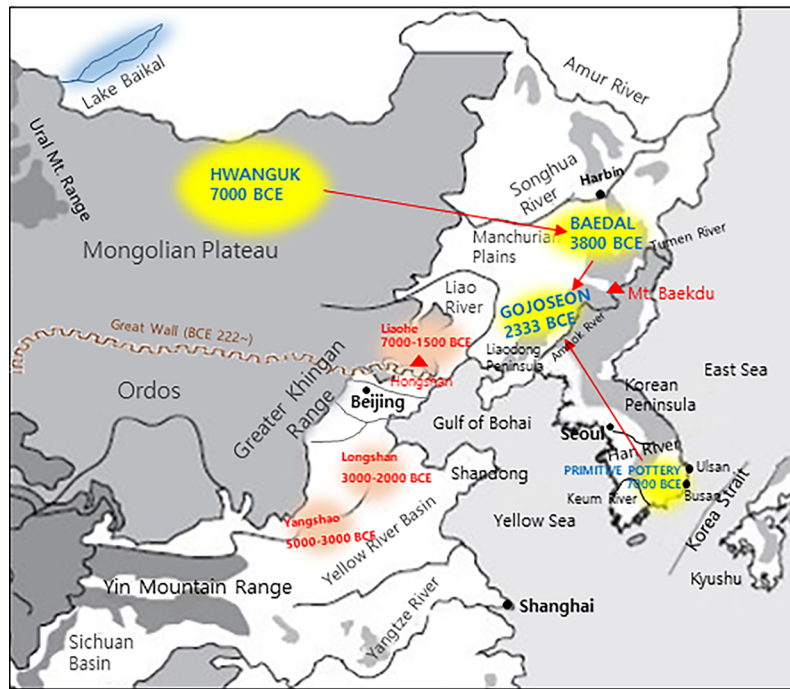 Lake Baikal
Amur River
Ural Mt. Range
HWANGUK
7000 BCE
Songhua
River
Harbin
BAEDAL
3800 BCE
Tumen River
Mongolian Plateau
Manchurian
Plains
Liao
River
GOJOSEON
2333 BCE
Mt. Baekdu
Great Wall (BCE 222~)
Liaohe
7000-1500 BCE
Hongshan
Liaodong
Peninsula
Amnok River
Ordos
Greater Khingan
Range
Beijing
Gulf of Bohai
Korean
Peninsula
East Sea
Seoul
Han River
Longshan
3000-2000 BCE
Shandong
PRIMITIVE POTTERY
7000 BCE
Ulsan
Keum River
Busan
Yangshao
5000-3000 BCE
Yellow River Basin
Yellow Sea
Korea Strait
Kyushu
Yin Mountain Range
Yangtze River
Shanghai
Sichuan
Basin